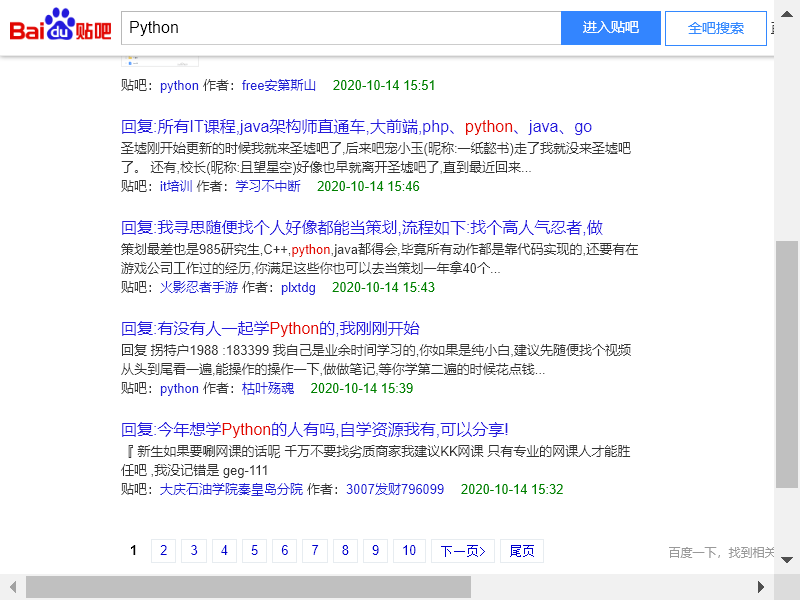 Bai du 贴吧
Python
进入贴吧
全吧搜索
贴吧：python 作者：free安第斯山 2020-10-14 15:51
回复:所有IT课程,java架构师直通车,大前端,php、python、java、go
圣墟刚开始更新的时候我就来圣墟吧了,后来吧宠小玉(昵称:一纸懿书)走了我就没来圣墟吧
了。 还有,校长(昵称:且望星空)好像也早就离开圣墟吧了,直到最近回来...
贴吧：it培训 作者：学习不中断 2020-10-14 15:46
回复:我寻思随便找个人好像都能当策划,流程如下:找个高人气忍者,做
策划最差也是985研究生,C++,python,java都得会,毕竟所有动作都是靠代码实现的,还要有在
游戏公司工作过的经历,你满足这些你也可以去当策划一年拿40个...
贴吧：火影忍者手游 作者：plxtdg 2020-10-14 15:43
回复:有没有人一起学Python的,我刚刚开始
回复 拐特户1988 :183399 我自己是业余时间学习的,你如果是纯小白,建议先随便找个视频
从头到尾看一遍,能操作的操作一下,做做笔记,等你学第二遍的时候花点钱...
贴吧：python 作者：枯叶殇魂 2020-10-14 15:39
回复:今年想学Python的人有吗,自学资源我有,可以分享!
『 新生如果要唰网课的话呢 千万不要找劣质商家我建议KK网课 只有专业的网课人才能胜
任吧 ,我没记错是 geg-111
贴吧：大庆石油学院秦皇岛分院 作者：3007发财796099 2020-10-14 15:32
1 2 3 4 5 6 7 8 9 10 下一页> 尾页
百度一下，找到相关